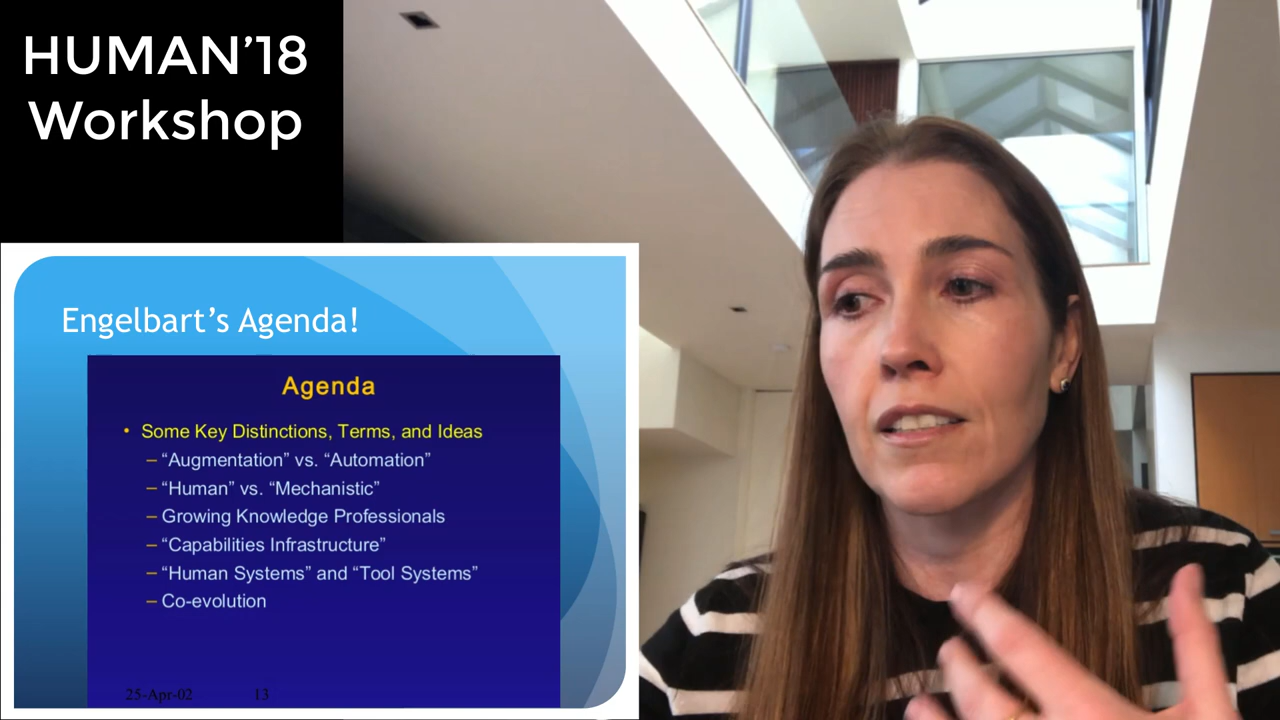 HUMAN’18
Workshop
Engelbart’s Agenda!
Agenda
• Some Key Distinctions, Terms, and Ideas
– “Augmentation” vs. “Automation”
– “Human” vs. “Mechanistic”
– Growing Knowledge Professionals
– “Capabilities Infrastructure”
– “Human Systems” and “Tool Systems”
– Co-evolution
25-Apr-02 13